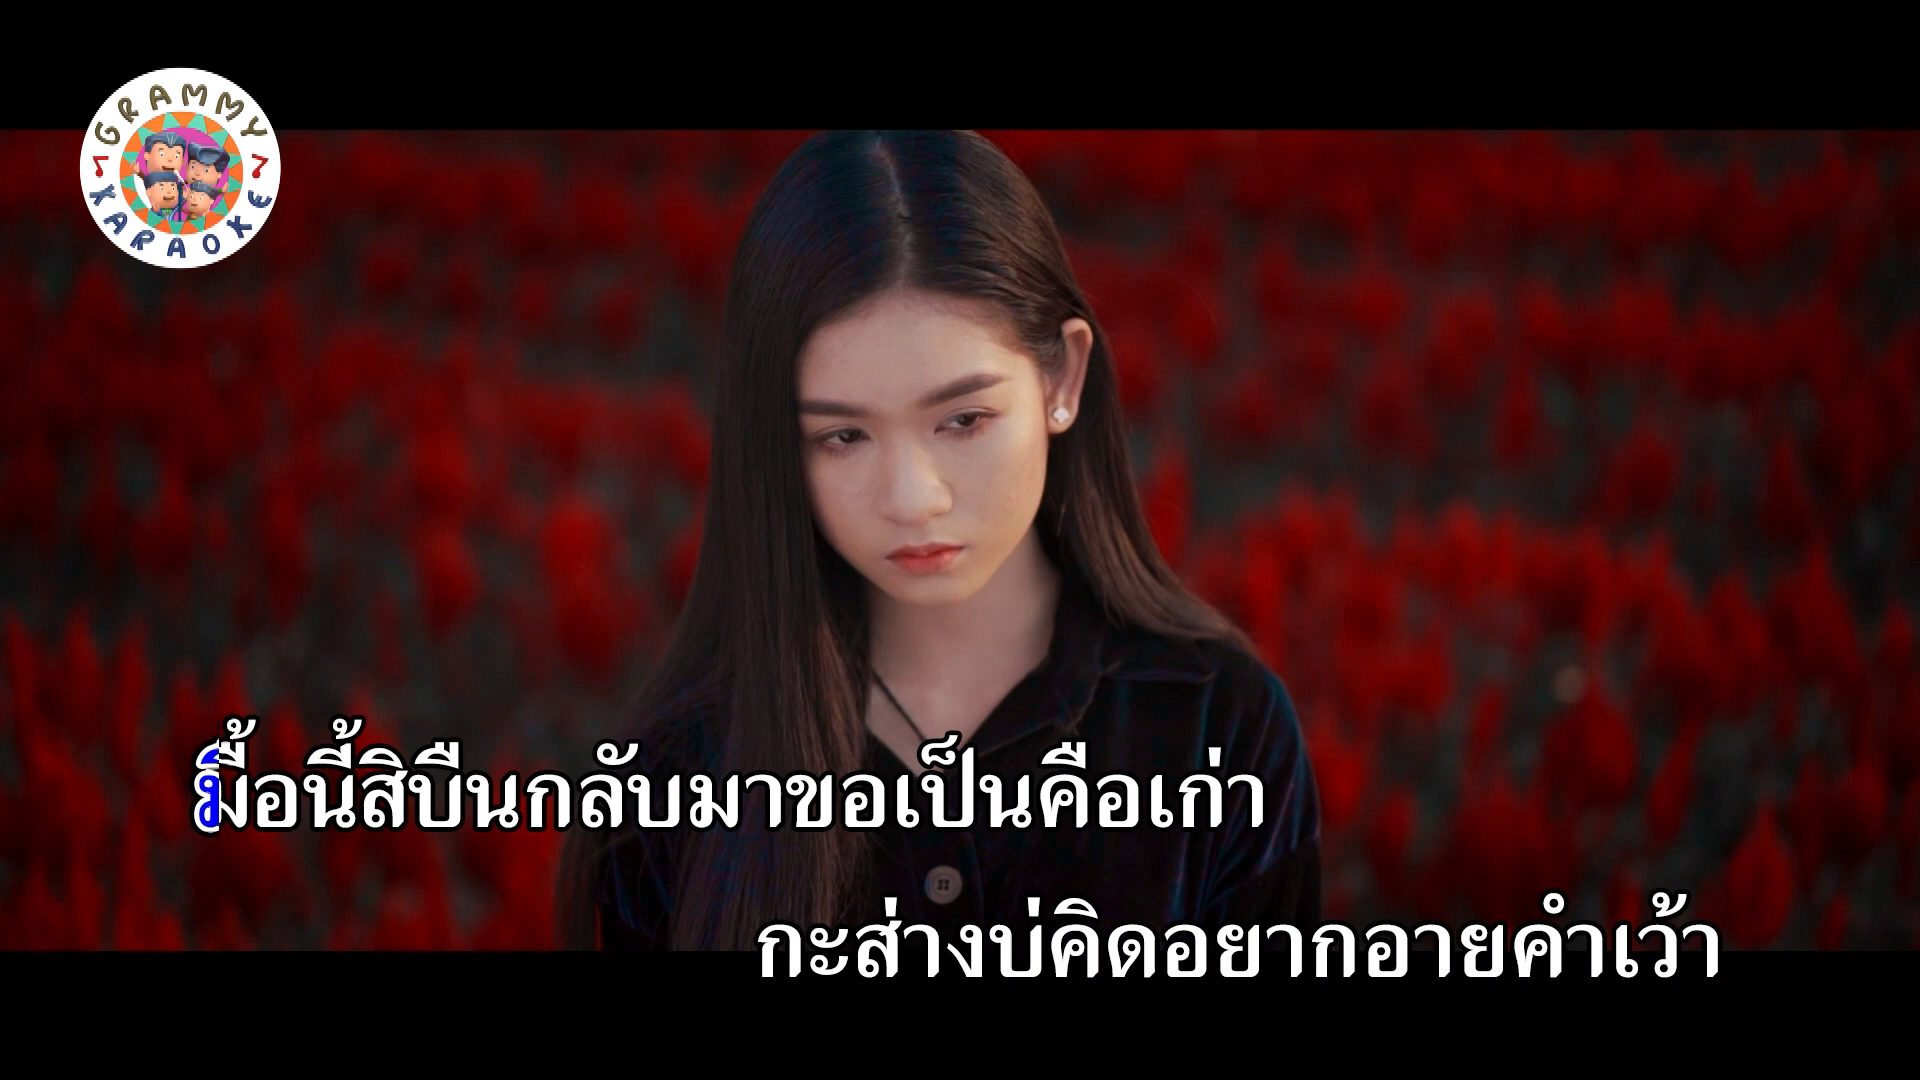 GRAMMY
KARAOKE
มื้อนี้สิบืนกลับมาขอเป็นคือเก่า
กะส่างบ่คิดอยากอายคำเว้า